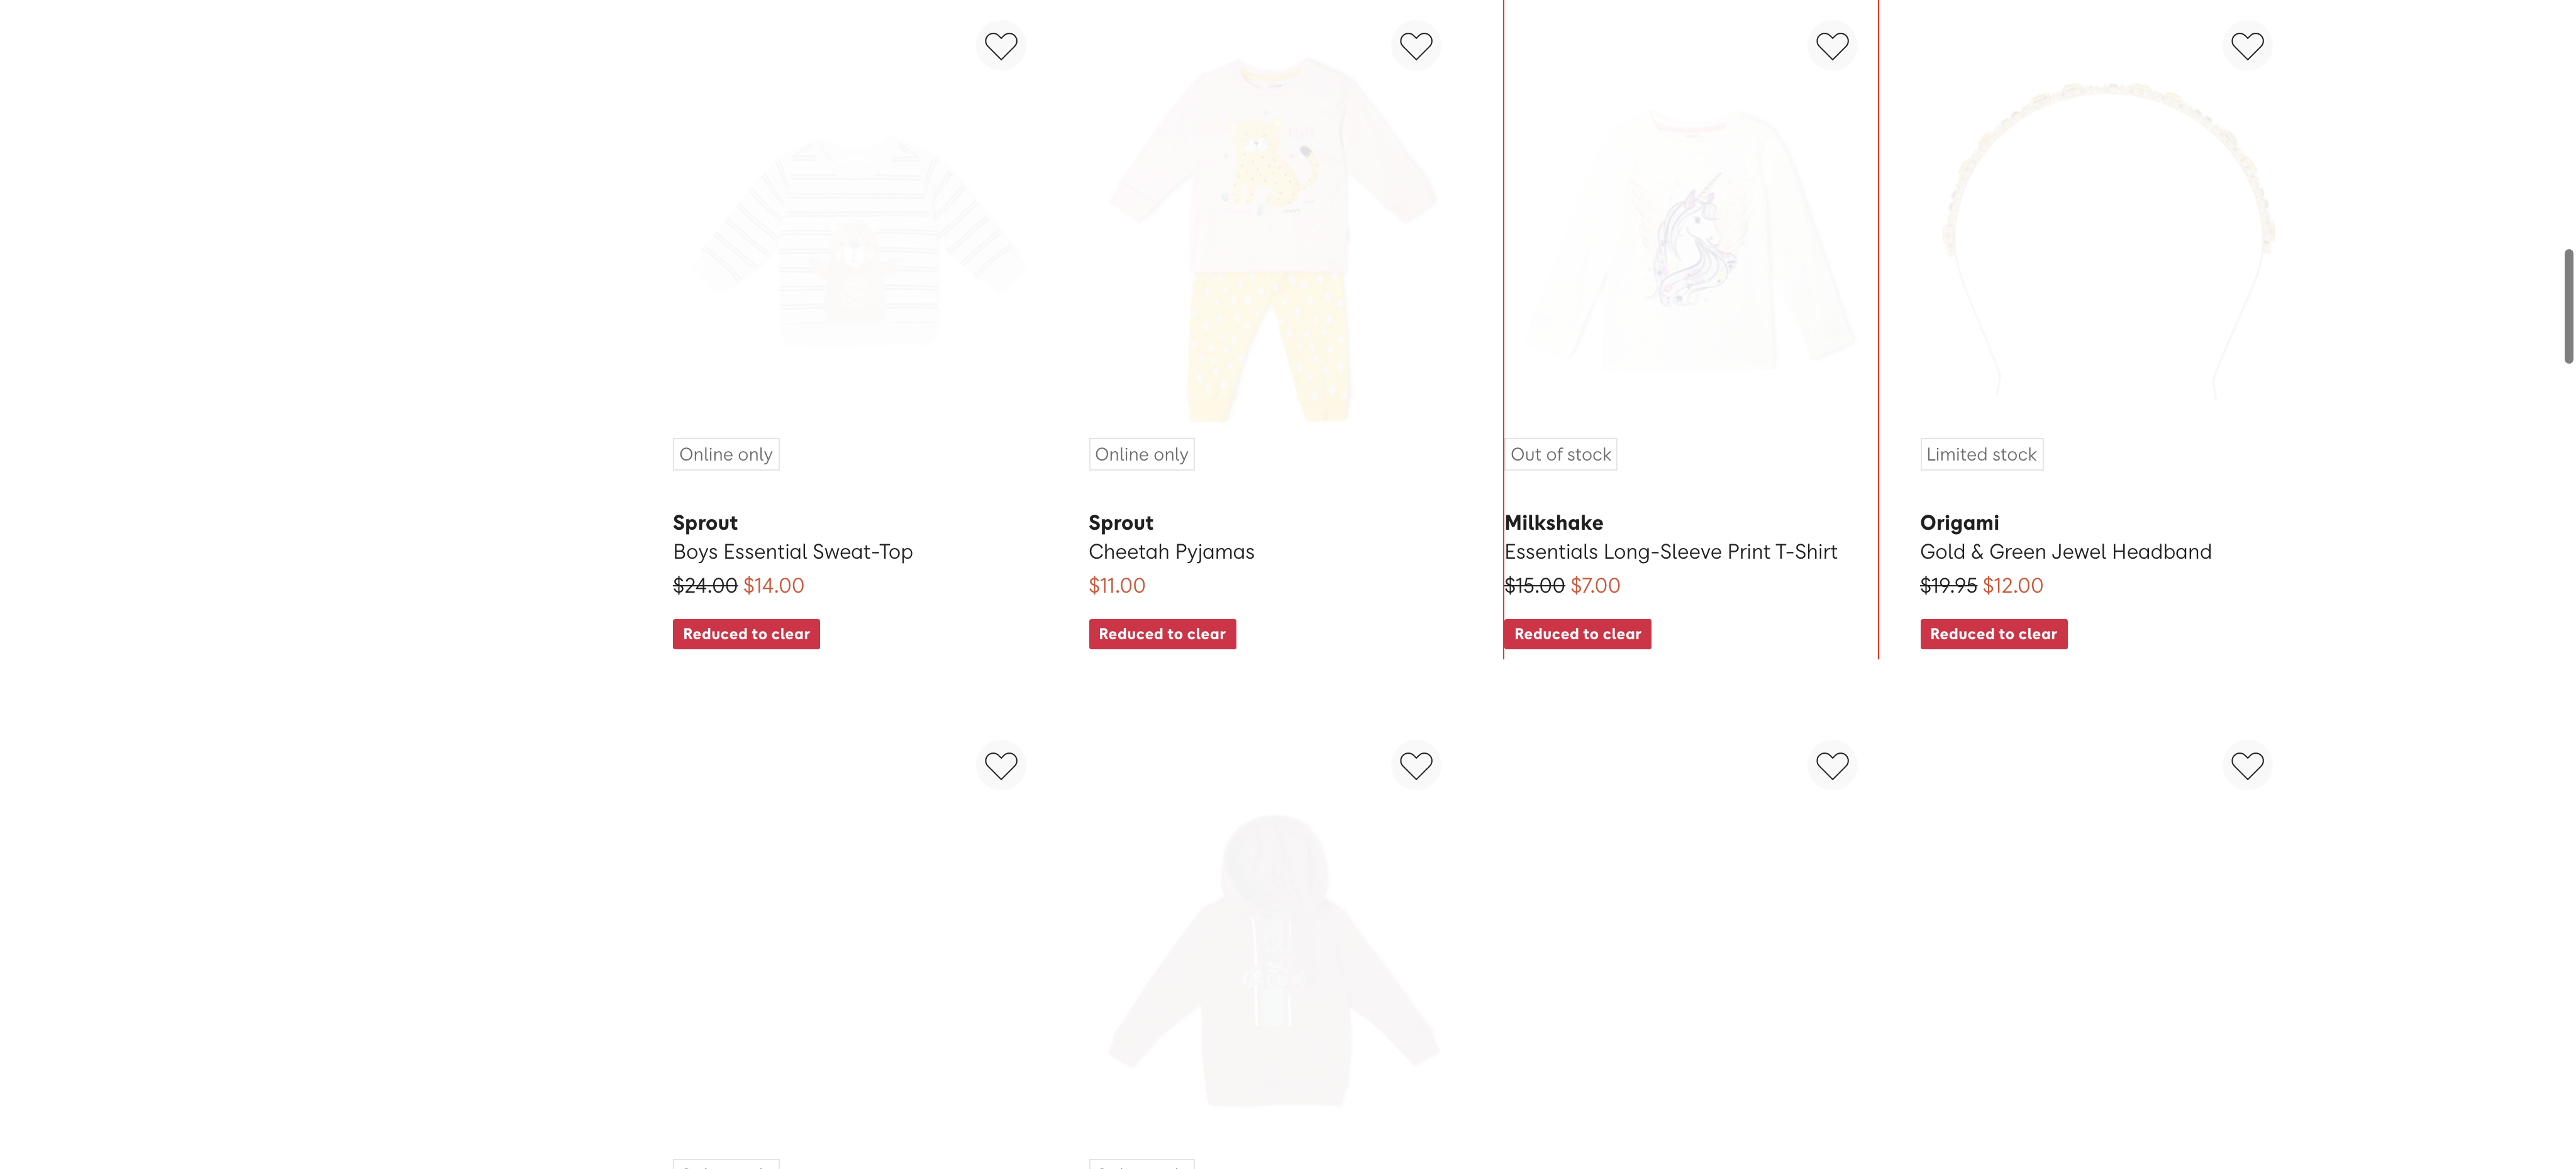 Online only
Online only
Out of stock
Limited stock
Sprout
Boys Essential Sweat-Top
$24.00 $14.00
Reduced to clear
Sprout
Cheetah Pyjamas
$11.00
Reduced to clear
Milkshake
Essentials Long-Sleeve Print T-Shirt
$15.00 $7.00
Reduced to clear
Origami
Gold & Green Jewel Headband
$19.95 $12.00
Reduced to clear